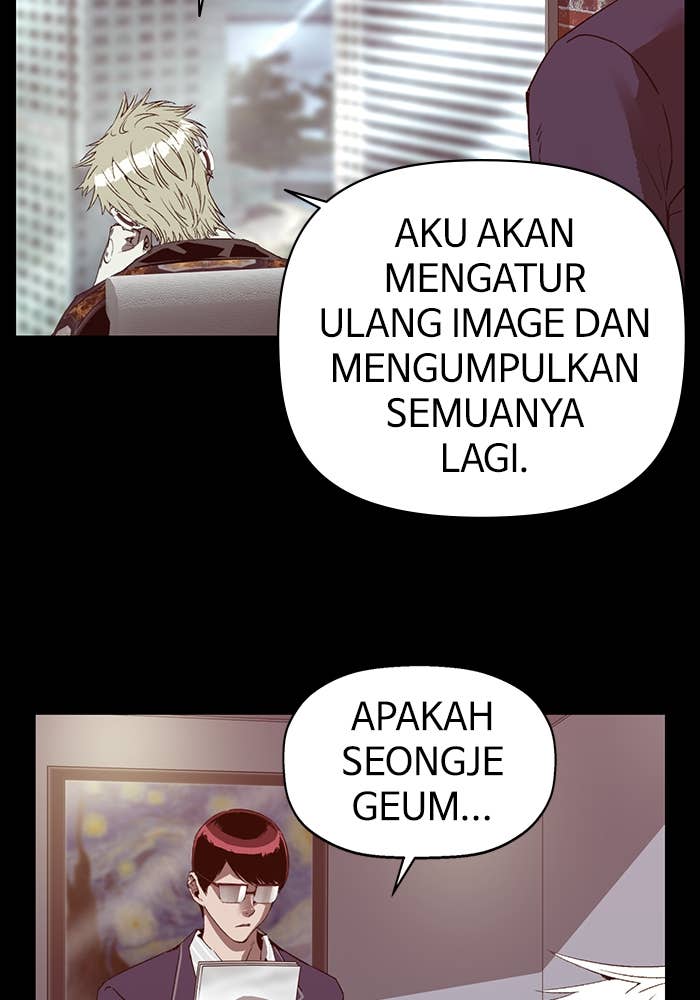 AKU AKAN
MENGATUR
ULANG IMAGE DAN
MENGUMPULKAN
SEMUANYA
LAGI.
APAKAH
SEONGJE
GEUM...